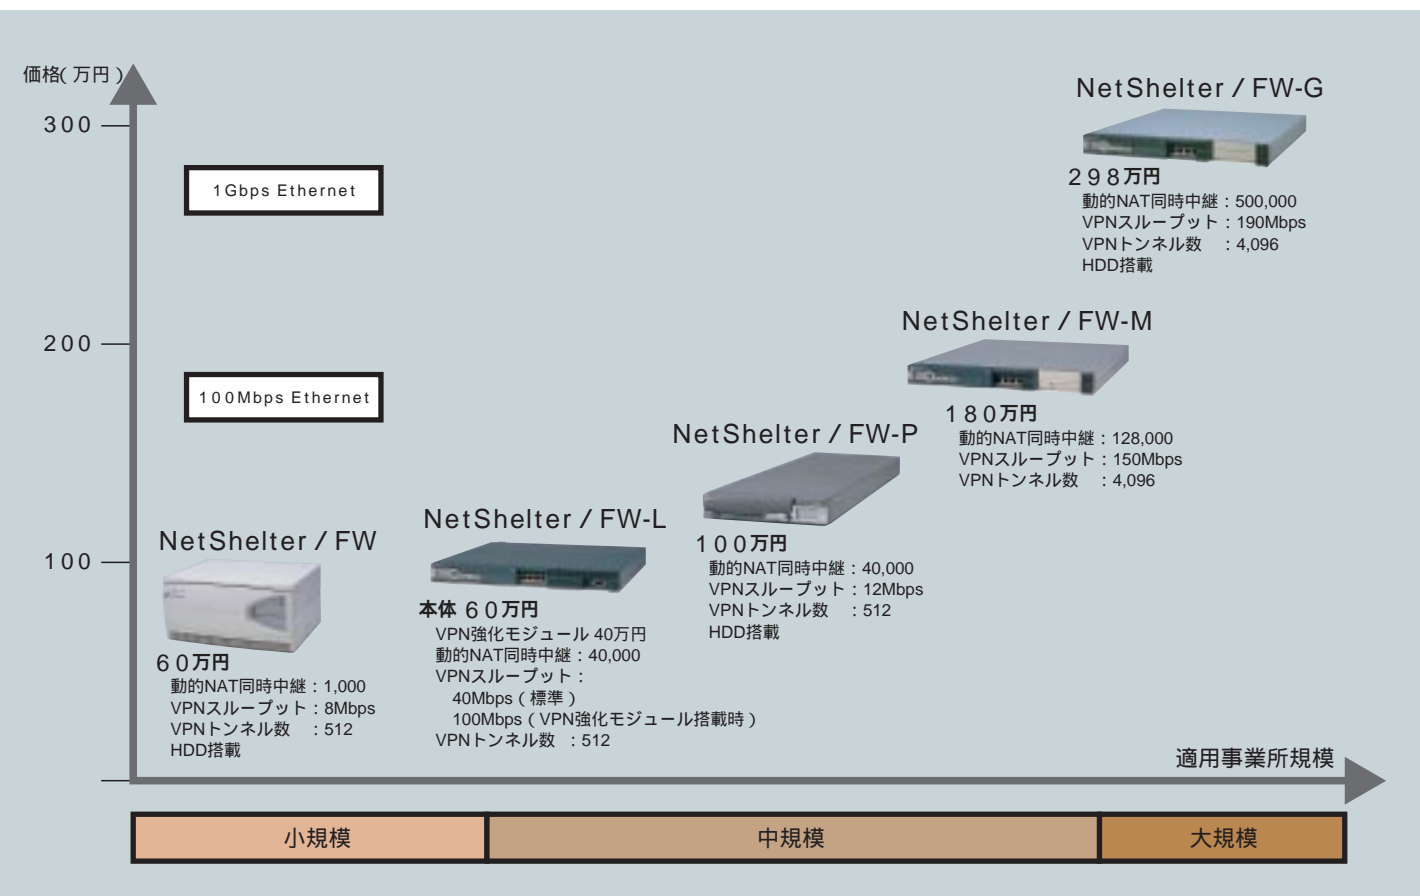 価格(万円)
300
200
100
1Gbps Ethernet
100Mbps Ethernet
NetShelter／FW-G
298万円
動的NAT同時中継：500,000
VPNスループット：190Mbps
VPNトンネル数　：4,096
HDD搭載
NetShelter／FW-M
180万円
動的NAT同時中継：128,000
VPNスループット：150Mbps
VPNトンネル数　：4,096
NetShelter／FW-P
100万円
動的NAT同時中継：40,000
VPNスループット：12Mbps
VPNトンネル数　：512
HDD搭載
NetShelter／FW-L
本体 60万円
VPN強化モジュール 40万円
動的NAT同時中継：40,000
VPNスループット：
40Mbps（標準）
100Mbps（VPN強化モジュール搭載時）
VPNトンネル数　：512
NetShelter／FW
60万円
動的NAT同時中継：1,000
VPNスループット：8Mbps
VPNトンネル数　：512
HDD搭載
適用事業所規模
小規模
中規模
大規模